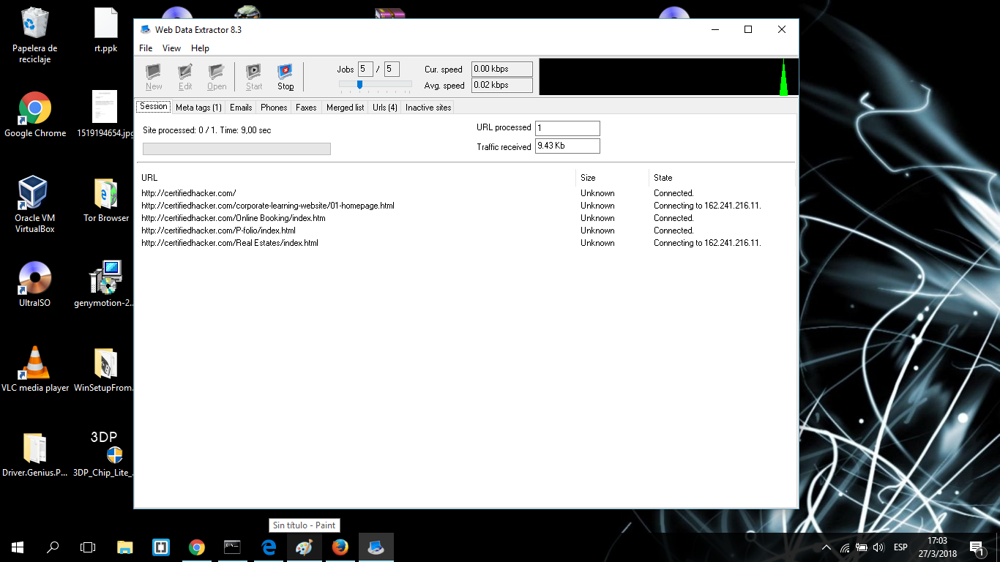 Papelera de
reciclaje
rt.ppk
Google Chrome
1519194654.jpg
Oracle VM
VirtualBox
Tor Browser
UltraISO
genymotion-2...
VLC media player
WinSetupFrom...
Driver.Genius.P...
3DP
3DP_Chip_Lite_...
Web Data Extractor 8.3
File View Help
New Edit Open Start Stop
Jobs 5 / 5
Cur. speed 0.00 kbps
Avg. speed 0.02 kbps
Session Meta tags (1) Emails Phones Faxes Merged list Urls (4) Inactive sites
Site processed: 0 / 1. Time: 9,00 sec
URL processed 1
Traffic received 9.43 Kb
URL Size State
http://certifiedhacker.com/ Unknown Connected.
http://certifiedhacker.com/corporate-learning-website/01-homepage.html Unknown Connecting to 162.241.216.11.
http://certifiedhacker.com/Online Booking/index.htm Unknown Connected.
http://certifiedhacker.com/P-folio/index.html Unknown Connected.
http://certifiedhacker.com/Real Estates/index.html Unknown Connecting to 162.241.216.11.
Sin título - Paint
ESP
17:03
27/3/2018
1